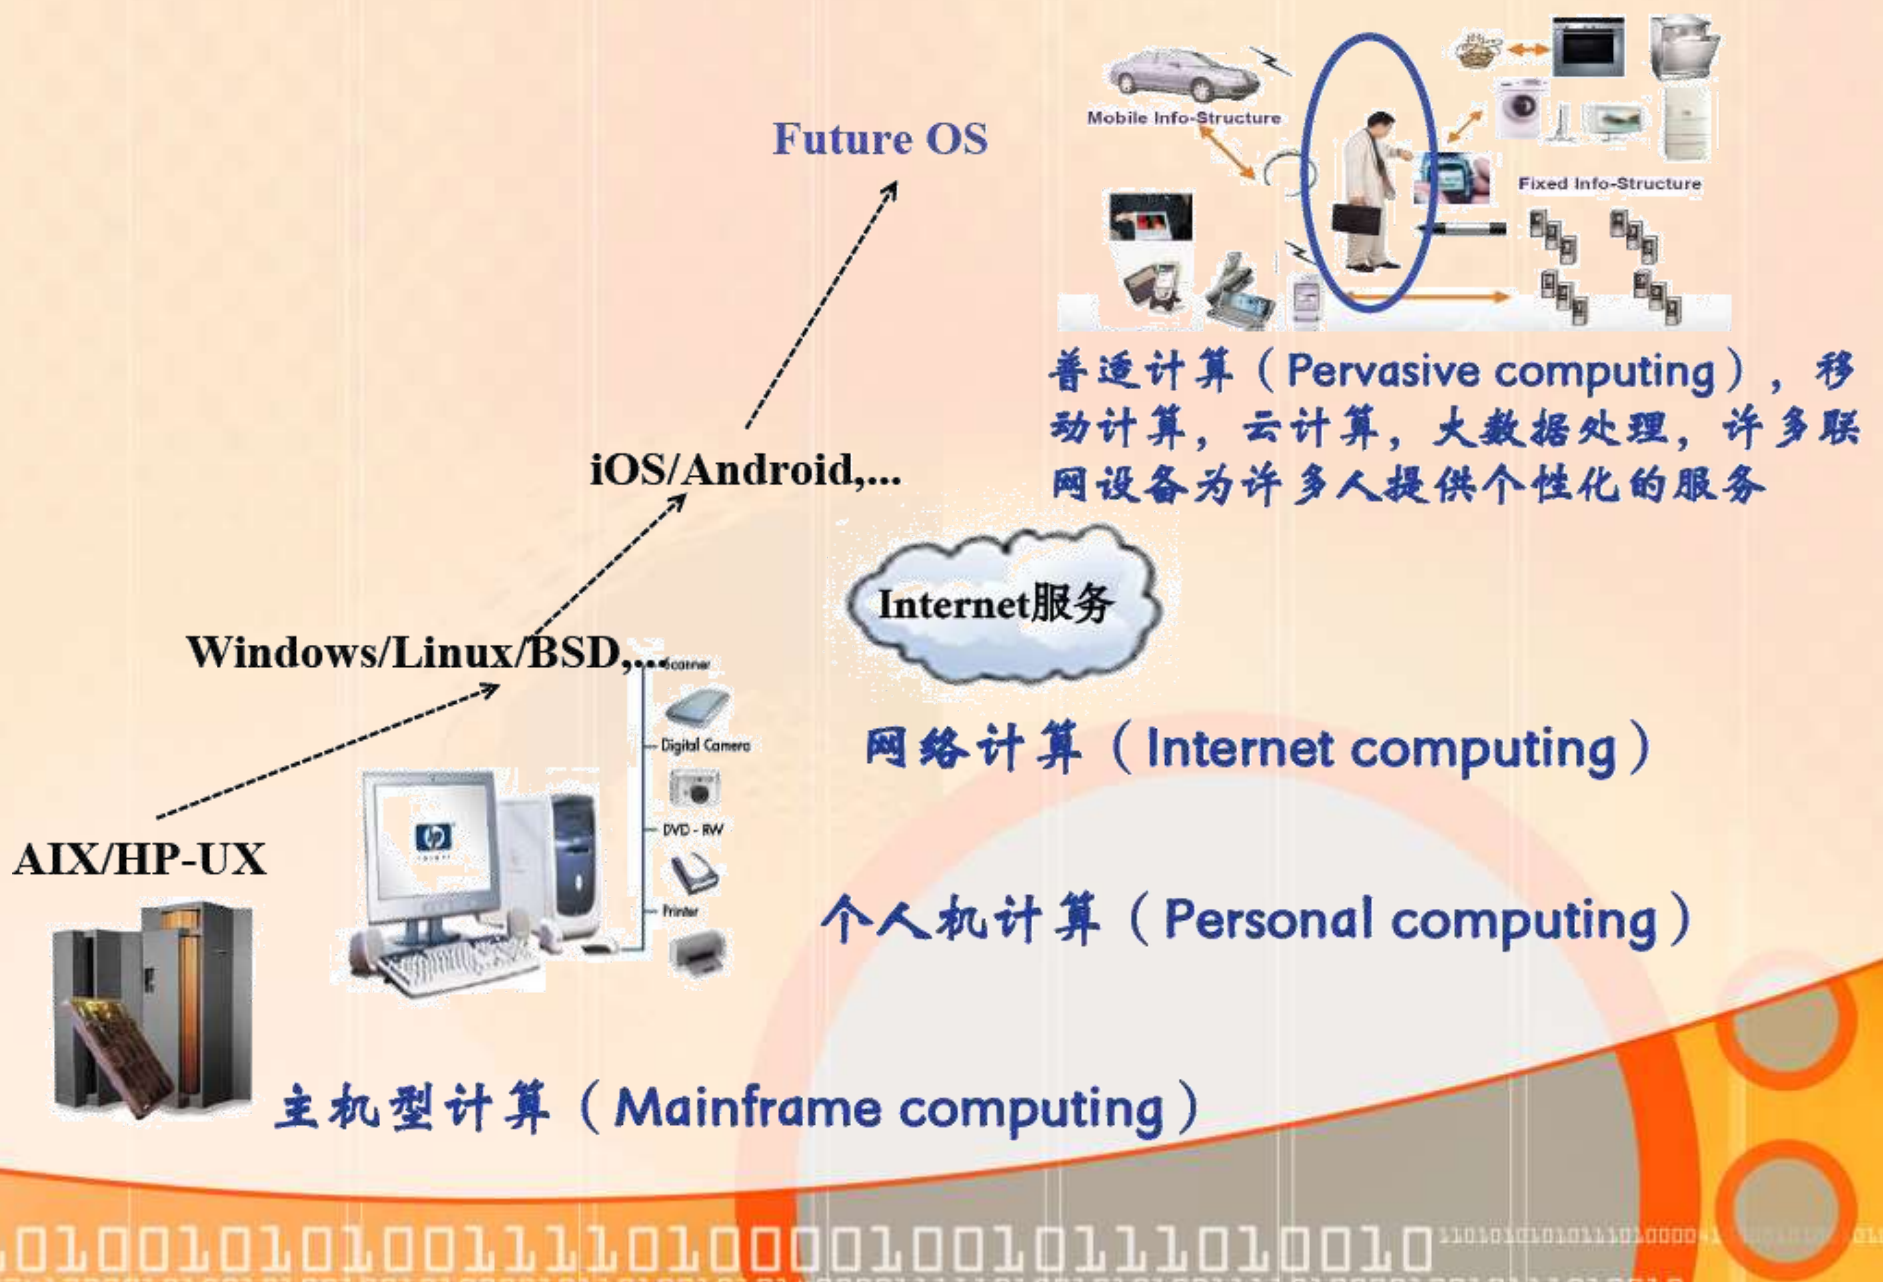 Future OS
Mobile Info-Structure
Fixed Info-Structure
普适计算（Pervasive computing），移
动计算，云计算，大数据处理，许多联
网设备为许多人提供个性化的服务
iOS/Android,...
Internet服务
Windows/Linux/BSD,...
Scanner
Digital Camera
网络计算（Internet computing）
DVD - RW
AIX/HP-UX
hp
Printer
个人机计算（Personal computing）
主机型计算（Mainframe computing）